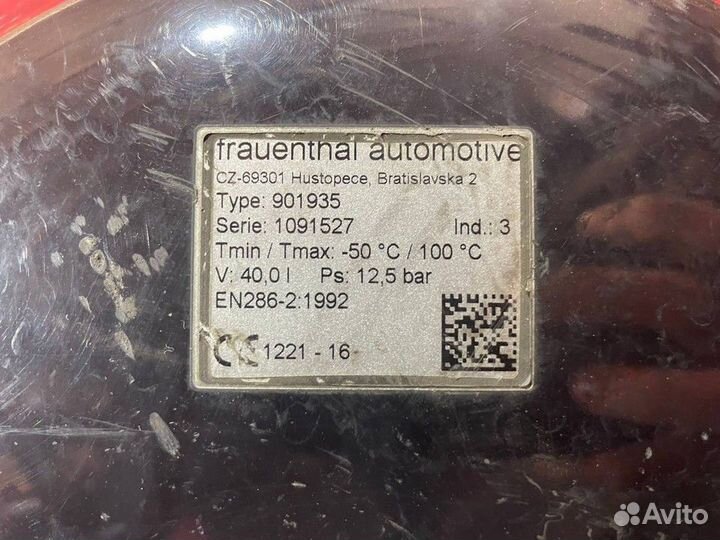 frauenthal automotive
CZ-69301 Hustopece, Bratislavska 2
Type: 901935
Serie: 1091527 Ind.: 3
Tmin / Tmax: -50 °C / 100 °C
V: 40,0 l Ps: 12,5 bar
EN286-2:1992
CE 1221 - 16
Avito